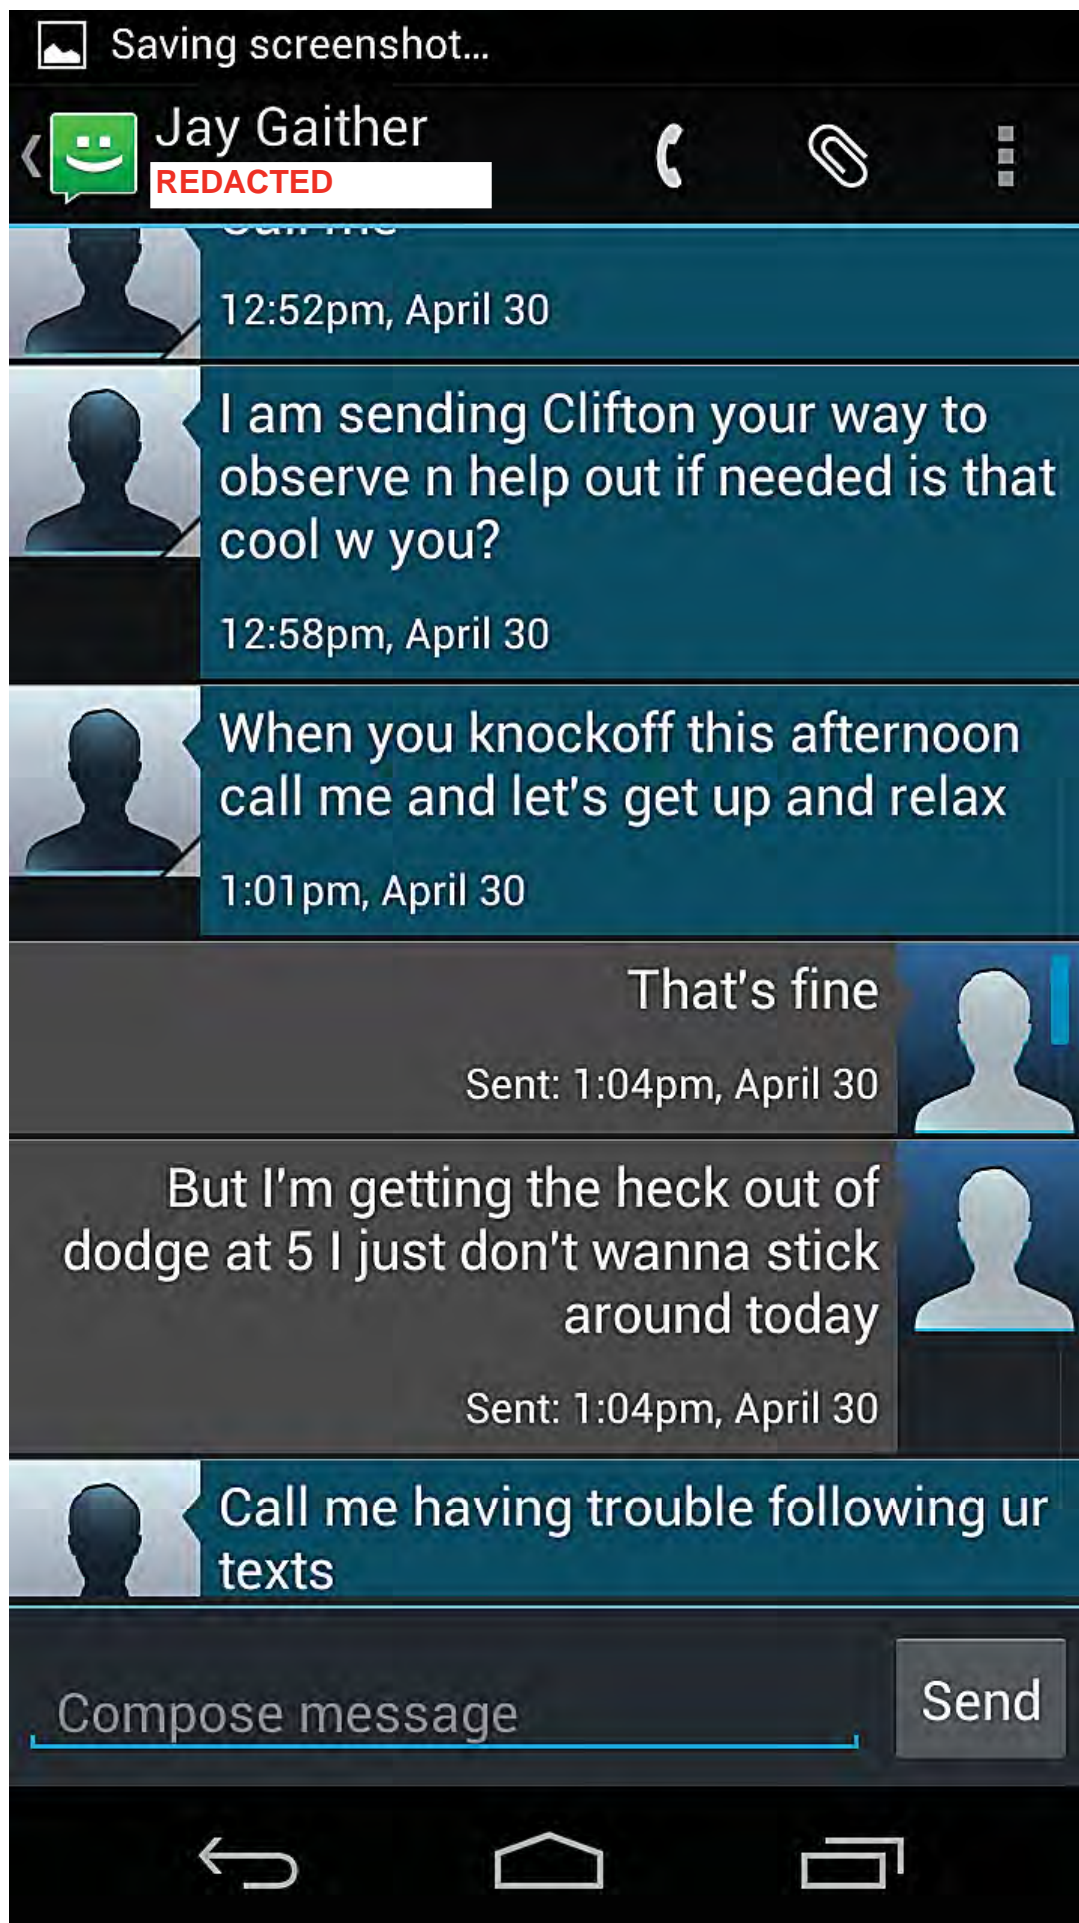 Saving screenshot...
Jay Gaither
REDACTED
Call me
12:52pm, April 30
I am sending Clifton your way to
observe n help out if needed is that
cool w you?
12:58pm, April 30
When you knockoff this afternoon
call me and let's get up and relax
1:01pm, April 30
That's fine
Sent: 1:04pm, April 30
But I'm getting the heck out of
dodge at 5 I just don't wanna stick
around today
Sent: 1:04pm, April 30
Call me having trouble following ur
texts
Compose message
Send